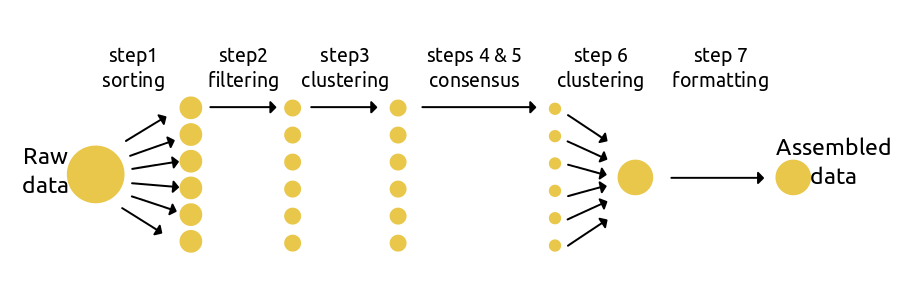 step1
sorting
step2
filtering
step3
clustering
steps 4 & 5
consensus
step 6
clustering
step 7
formatting
Raw
data
Assembled
data